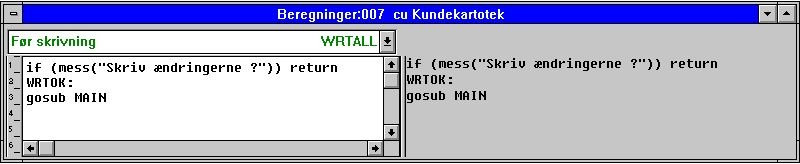 Beregninger:007 cu Kundekartotek
Før skrivning WRTALL
1 if (mess("Skriv ændringerne ?")) return
2 WRTOK:
3 gosub MAIN
4
5
6
if (mess("Skriv ændringerne ?")) return
WRTOK:
gosub MAIN